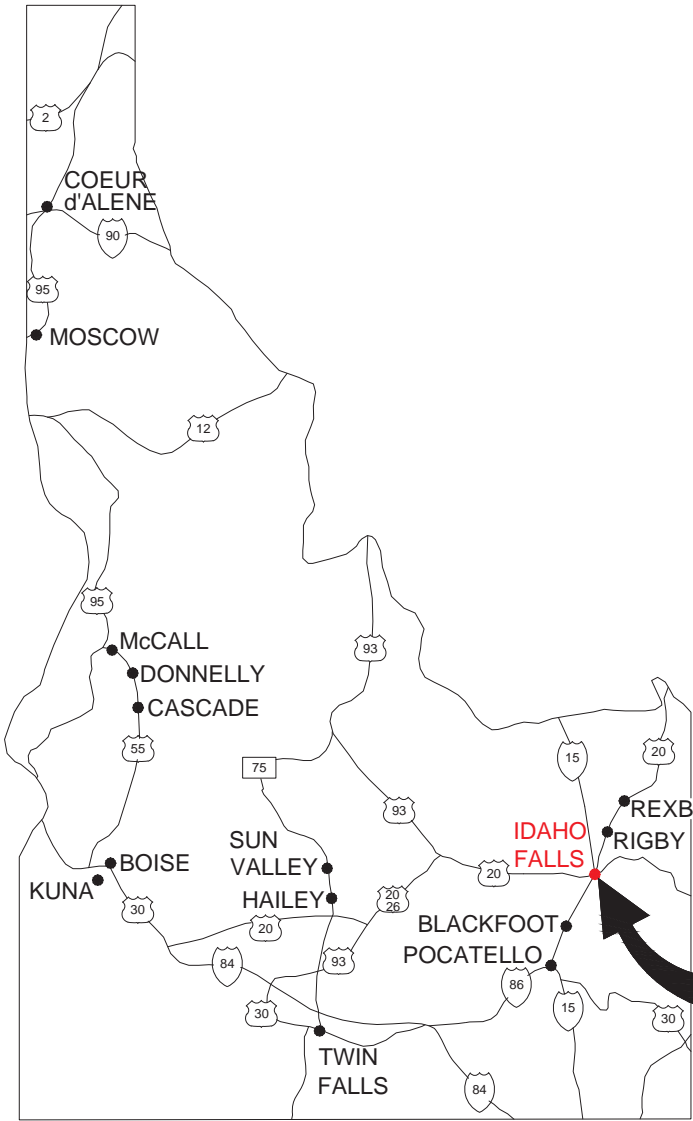 2
COEUR
d'ALENE
90
95
MOSCOW
12
95
McCALL
93
DONNELLY
CASCADE
55
75
15
20
93
REXB
IDAHO
FALLS
RIGBY
SUN
VALLEY
BOISE
KUNA
20
HAILEY
20
26
30
20
BLACKFOOT
POCATELLO
93
84
86
15
30
30
TWIN
FALLS
84